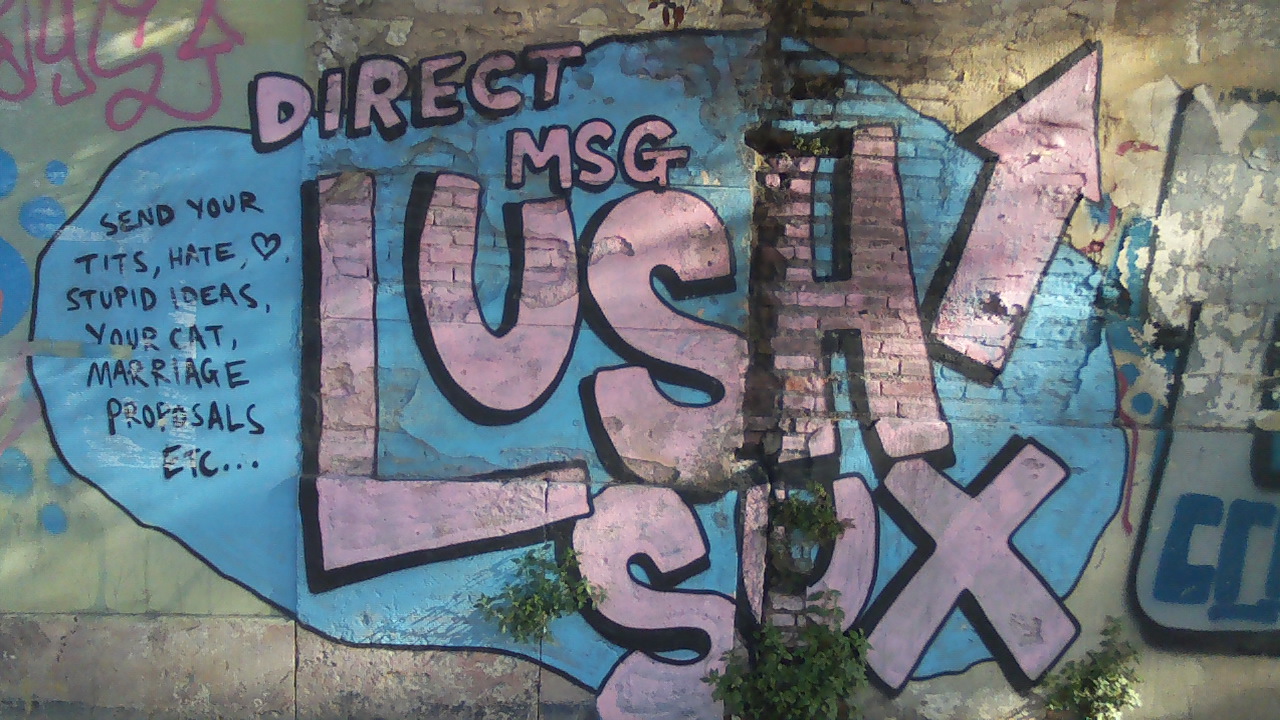 DIRECT
MSG
LUSH
SUX
SEND YOUR
TITS, HATE, ♡,
STUPID IDEAS,
YOUR CAT,
MARRIAGE
PROPOSALS
ETC...